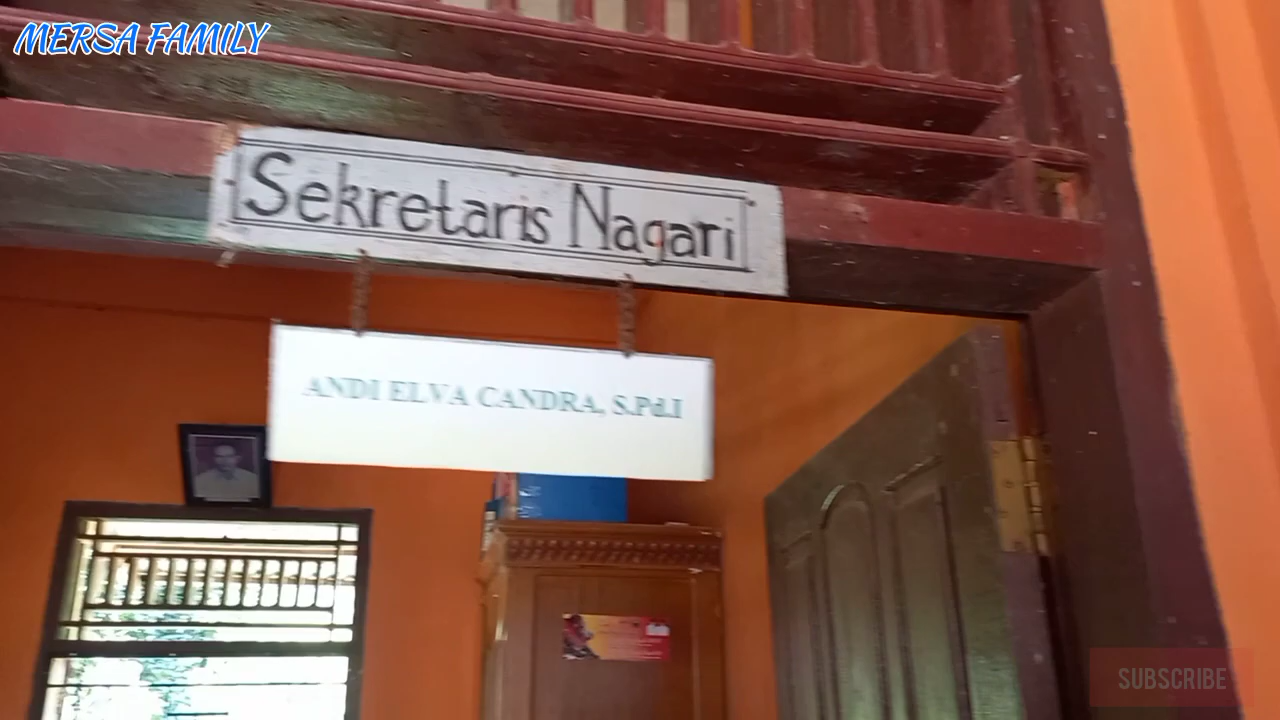 MERSA FAMILY
Sekretaris Nagari
ANDI ELVA CANDRA, S.Pd.I
SUBSCRIBE